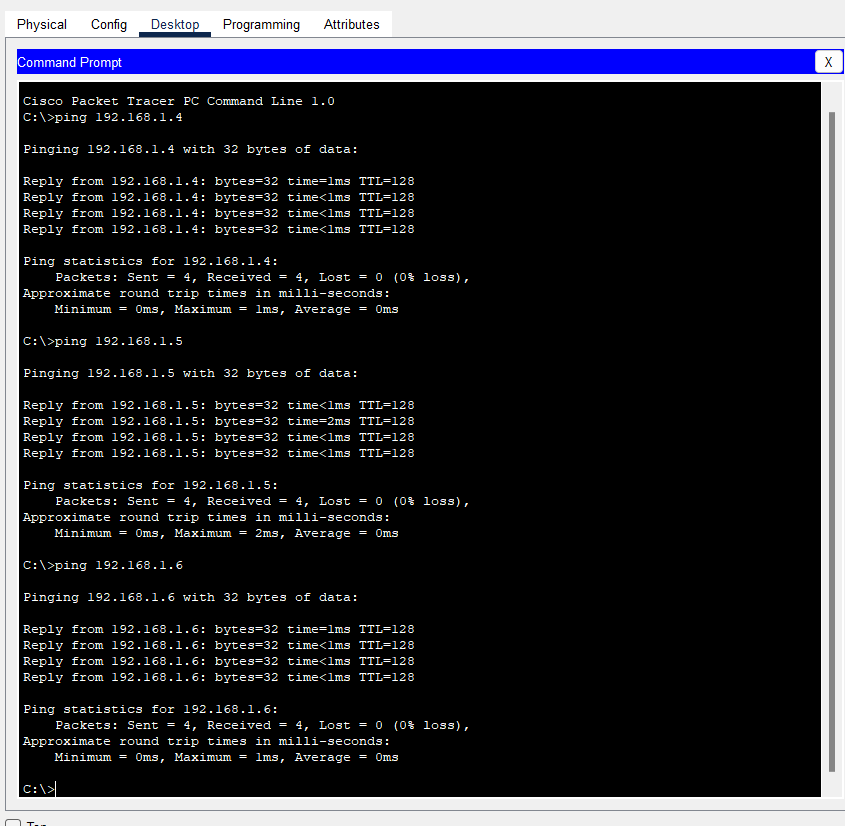 Physical Config Desktop Programming Attributes
Command Prompt X
Cisco Packet Tracer PC Command Line 1.0
C:\>ping 192.168.1.4
Pinging 192.168.1.4 with 32 bytes of data:
Reply from 192.168.1.4: bytes=32 time=1ms TTL=128
Reply from 192.168.1.4: bytes=32 time<1ms TTL=128
Reply from 192.168.1.4: bytes=32 time<1ms TTL=128
Reply from 192.168.1.4: bytes=32 time<1ms TTL=128
Ping statistics for 192.168.1.4:
Packets: Sent = 4, Received = 4, Lost = 0 (0% loss),
Approximate round trip times in milli-seconds:
Minimum = 0ms, Maximum = 1ms, Average = 0ms
C:\>ping 192.168.1.5
Pinging 192.168.1.5 with 32 bytes of data:
Reply from 192.168.1.5: bytes=32 time<1ms TTL=128
Reply from 192.168.1.5: bytes=32 time=2ms TTL=128
Reply from 192.168.1.5: bytes=32 time<1ms TTL=128
Reply from 192.168.1.5: bytes=32 time<1ms TTL=128
Ping statistics for 192.168.1.5:
Packets: Sent = 4, Received = 4, Lost = 0 (0% loss),
Approximate round trip times in milli-seconds:
Minimum = 0ms, Maximum = 2ms, Average = 0ms
C:\>ping 192.168.1.6
Pinging 192.168.1.6 with 32 bytes of data:
Reply from 192.168.1.6: bytes=32 time=1ms TTL=128
Reply from 192.168.1.6: bytes=32 time<1ms TTL=128
Reply from 192.168.1.6: bytes=32 time<1ms TTL=128
Reply from 192.168.1.6: bytes=32 time<1ms TTL=128
Ping statistics for 192.168.1.6:
Packets: Sent = 4, Received = 4, Lost = 0 (0% loss),
Approximate round trip times in milli-seconds:
Minimum = 0ms, Maximum = 1ms, Average = 0ms
C:\>